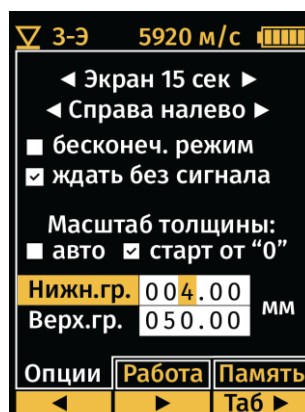 З-Э 5920 м/с
◄ Экран 15 сек ►
◄ Справа налево ►
бесконеч. режим
ждать без сигнала
Масштаб толщины:
авто старт от “0”
Нижн.гр. 004.00
мм
Верх.гр. 050.00
Опции Работа Память
◄ ► Таб ►